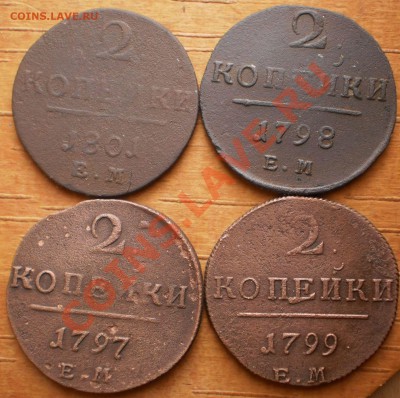 COINS.LAVE.RU
2
КОПЕЙКИ
1801
Е.М
2
КОПЕЙКИ
1798
Е.М
2
КОПЕЙКИ
1797
Е.М
2
КОПЕЙКИ
1799
Е.М
COINS.LAVE.RU